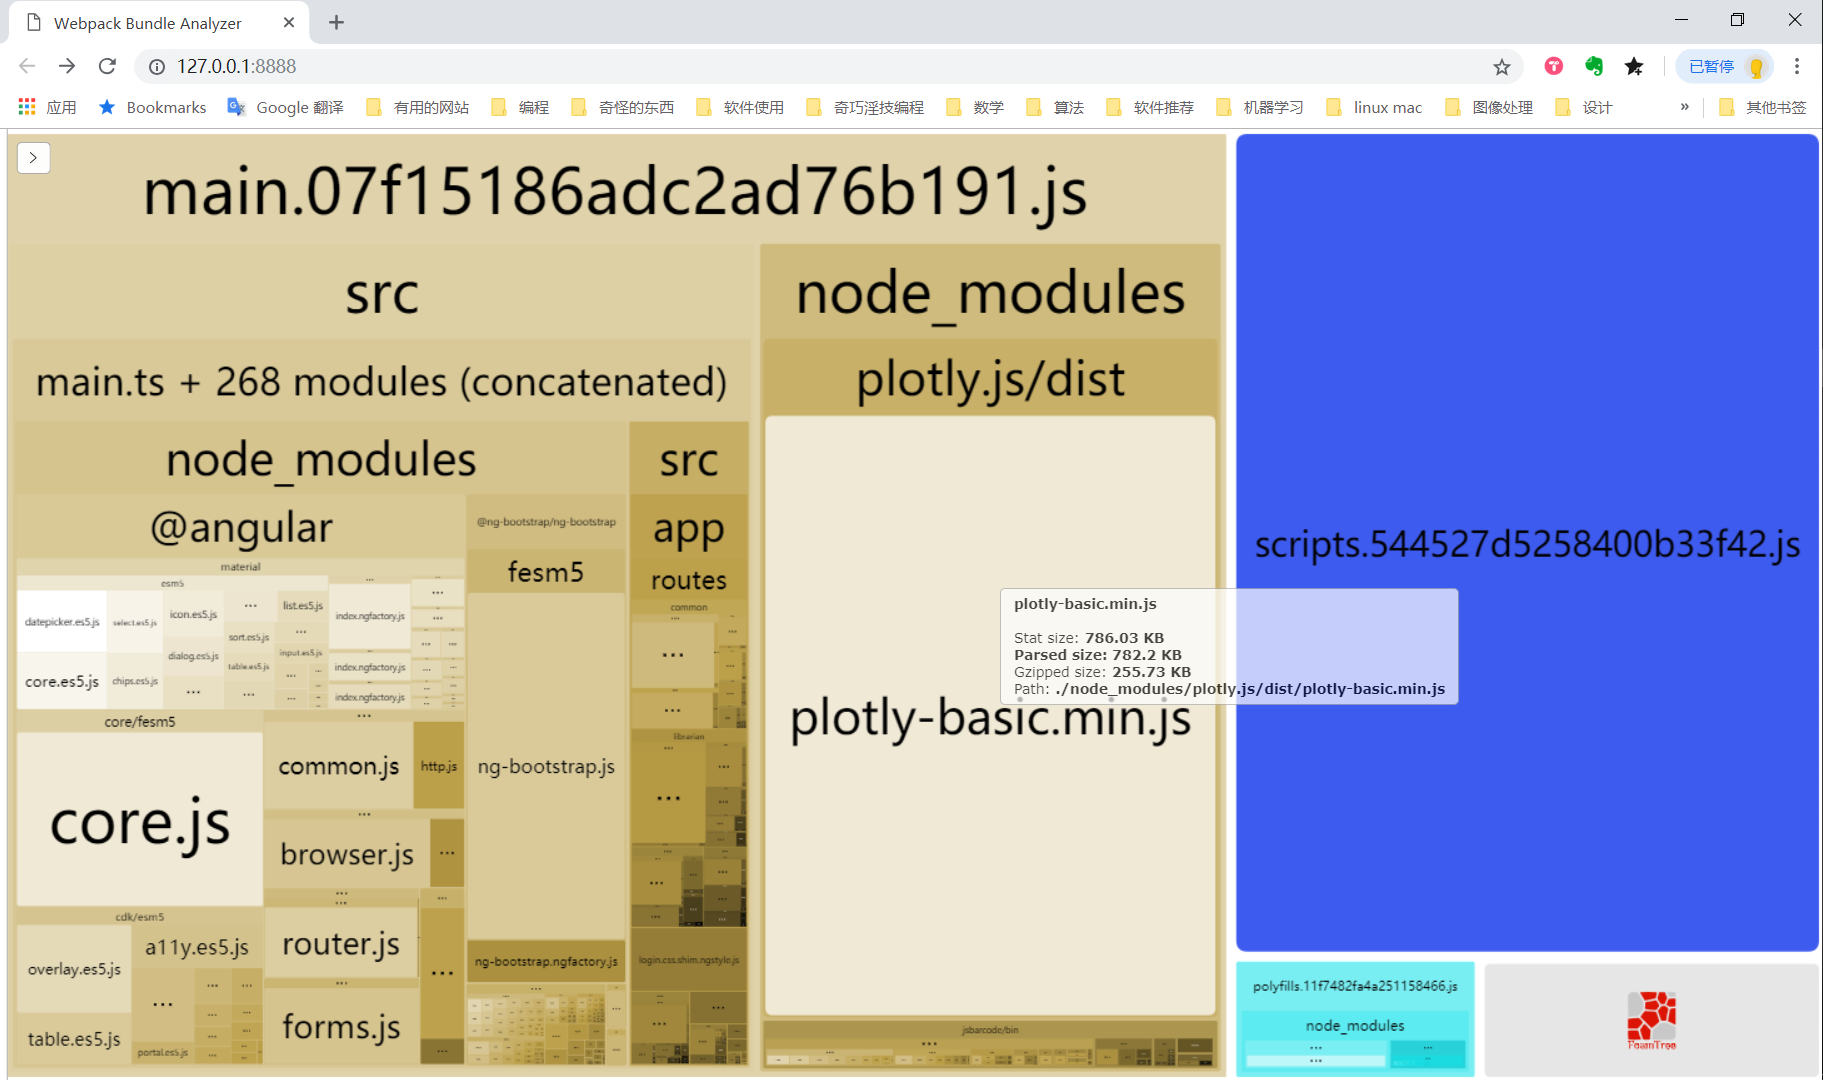 Webpack Bundle Analyzer
127.0.0.1:8888
已暂停
应用
Bookmarks
Google 翻译
有用的网站
编程
奇怪的东西
软件使用
奇巧淫技编程
数学
算法
软件推荐
机器学习
linux mac
图像处理
设计
»
其他书签
main.07f15186adc2ad76b191.js
src
node_modules
main.ts + 268 modules (concatenated)
plotly.js/dist
node_modules
src
@angular
@ng-bootstrap/ng-bootstrap
app
material
fesm5
routes
esm5
common
datepicker.es5.js
select.es5.js
icon.es5.js
...
list.es5.js
index.ngfactory.js
sort.es5.js
dialog.es5.js
table.es5.js
input.es5.js
core.es5.js
chips.es5.js
index.ngfactory.js
index.ngfactory.js
core/fesm5
librarian
common.js
http.js
ng-bootstrap.js
core.js
browser.js
cdk/esm5
a11y.es5.js
router.js
overlay.es5.js
ng-bootstrap.ngfactory.js
login.css.shim.ngstyle.js
forms.js
table.es5.js
portal.es5.js
plotly-basic.min.js
jsbarcode/bin
plotly-basic.min.js
Stat size: 786.03 KB
Parsed size: 782.2 KB
Gzipped size: 255.73 KB
Path: ./node_modules/plotly.js/dist/plotly-basic.min.js
scripts.544527d5258400b33f42.js
polyfills.11f7482fa4a251158466.js
node_modules
FoamTree